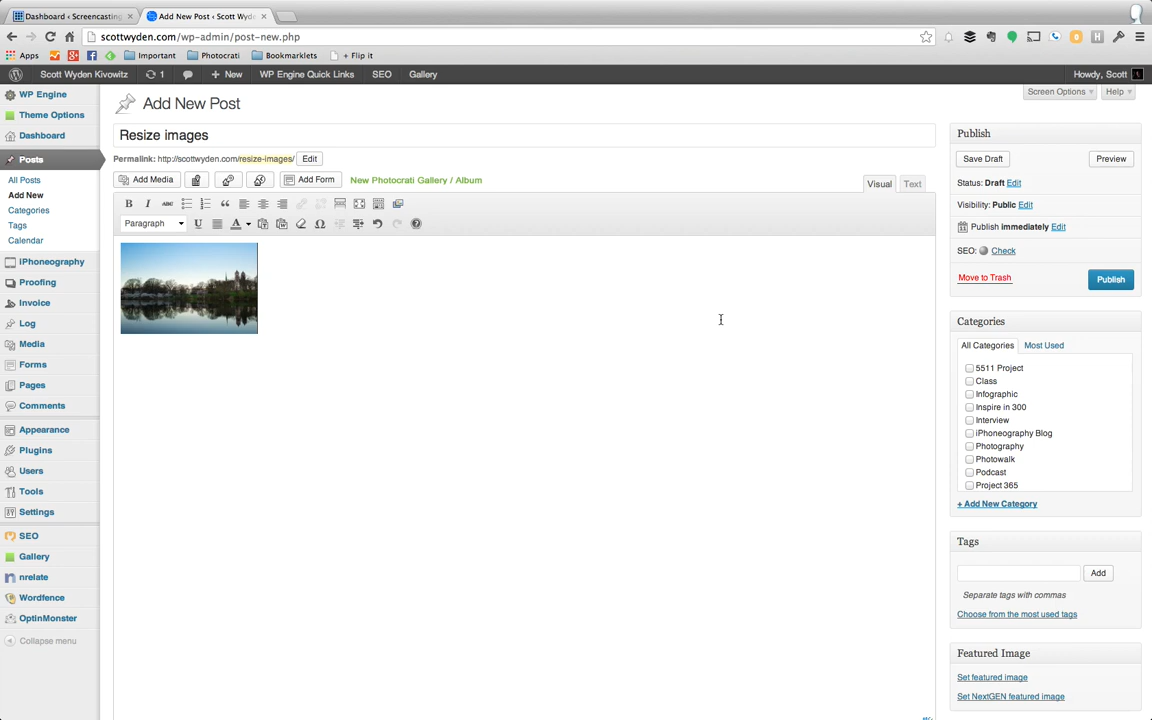 Dashboard ‹ Screencasting
Add New Post ‹ Scott Wyde
scottwyden.com/wp-admin/post-new.php
Apps
Important
Photocrati
Bookmarklets
+ Flip it
Scott Wyden Kivowitz
1
+ New
WP Engine Quick Links
SEO
Gallery
Howdy, Scott
WP Engine
Theme Options
Dashboard
Posts
All Posts
Add New
Categories
Tags
Calendar
iPhoneography
Proofing
Invoice
Log
Media
Forms
Pages
Comments
Appearance
Plugins
Users
Tools
Settings
SEO
Gallery
nrelate
Wordfence
OptinMonster
Collapse menu
Add New Post
Screen Options
Help
Resize images
Permalink: http://scottwyden.com/resize-images/ Edit
Add Media
Add Form
New Photocrati Gallery / Album
Visual
Text
B I ABC
Paragraph
U A Ω
Publish
Save Draft
Preview
Status: Draft Edit
Visibility: Public Edit
Publish immediately Edit
SEO: Check
Move to Trash
Publish
Categories
All Categories
Most Used
5511 Project
Class
Infographic
Inspire in 300
Interview
iPhoneography Blog
Photography
Photowalk
Podcast
Project 365
+ Add New Category
Tags
Add
Separate tags with commas
Choose from the most used tags
Featured Image
Set featured image
Set NextGEN featured image